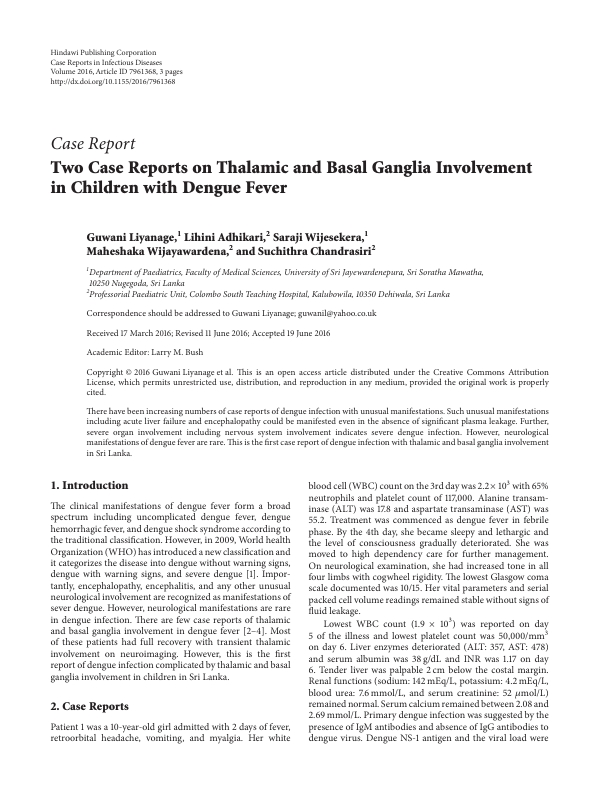 Hindawi Publishing Corporation
Case Reports in Infectious Diseases
Volume 2016, Article ID 7961368, 3 pages
http://dx.doi.org/10.1155/2016/7961368
Case Report
Two Case Reports on Thalamic and Basal Ganglia Involvement
in Children with Dengue Fever
Guwani Liyanage,1 Lihini Adhikari,2 Saraji Wijesekera,1
Maheshaka Wijayawardena,2 and Suchithra Chandrasiri2
1Department of Paediatrics, Faculty of Medical Sciences, University of Sri Jayewardenepura, Sri Soratha Mawatha,
10250 Nugegoda, Sri Lanka
2Professorial Paediatric Unit, Colombo South Teaching Hospital, Kalubowila, 10350 Dehiwala, Sri Lanka
Correspondence should be addressed to Guwani Liyanage; guwanil@yahoo.co.uk
Received 17 March 2016; Revised 11 June 2016; Accepted 19 June 2016
Academic Editor: Larry M. Bush
Copyright © 2016 Guwani Liyanage et al. This is an open access article distributed under the Creative Commons Attribution
License, which permits unrestricted use, distribution, and reproduction in any medium, provided the original work is properly
cited.
There have been increasing numbers of case reports of dengue infection with unusual manifestations. Such unusual manifestations
including acute liver failure and encephalopathy could be manifested even in the absence of significant plasma leakage. Further,
severe organ involvement including nervous system involvement indicates severe dengue infection. However, neurological
manifestations of dengue fever are rare. This is the first case report of dengue infection with thalamic and basal ganglia involvement
in Sri Lanka.
1. Introduction
The clinical manifestations of dengue fever form a broad
spectrum including uncomplicated dengue fever, dengue
hemorrhagic fever, and dengue shock syndrome according to
the traditional classification. However, in 2009, World health
Organization (WHO) has introduced a new classification and
it categorizes the disease into dengue without warning signs,
dengue with warning signs, and severe dengue [1]. Impor-
tantly, encephalopathy, encephalitis, and any other unusual
neurological involvement are recognized as manifestations of
sever dengue. However, neurological manifestations are rare
in dengue infection. There are few case reports of thalamic
and basal ganglia involvement in dengue fever [2–4]. Most
of these patients had full recovery with transient thalamic
involvement on neuroimaging. However, this is the first
report of dengue infection complicated by thalamic and basal
ganglia involvement in children in Sri Lanka.
2. Case Reports
Patient 1 was a 10-year-old girl admitted with 2 days of fever,
retroorbital headache, vomiting, and myalgia. Her white
blood cell (WBC) count on the 3rd day was 2.2 × 10³ with 65%
neutrophils and platelet count of 117,000. Alanine transam-
inase (ALT) was 17.8 and aspartate transaminase (AST) was
55.2. Treatment was commenced as dengue fever in febrile
phase. By the 4th day, she became sleepy and lethargic and
the level of consciousness gradually deteriorated. She was
moved to high dependency care for further management.
On neurological examination, she had increased tone in all
four limbs with cogwheel rigidity. The lowest Glasgow coma
scale documented was 10/15. Her vital parameters and serial
packed cell volume readings remained stable without signs of
fluid leakage.
Lowest WBC count (1.9 × 10³) was reported on day
5 of the illness and lowest platelet count was 50,000/mm³
on day 6. Liver enzymes deteriorated (ALT: 357, AST: 478)
and serum albumin was 38 g/dL and INR was 1.17 on day
6. Tender liver was palpable 2 cm below the costal margin.
Renal functions (sodium: 142 mEq/L, potassium: 4.2 mEq/L,
blood urea: 7.6 mmol/L, and serum creatinine: 52 μmol/L)
remained normal. Serum calcium remained between 2.08 and
2.69 mmol/L. Primary dengue infection was suggested by the
presence of IgM antibodies and absence of IgG antibodies to
dengue virus. Dengue NS-1 antigen and the viral load were